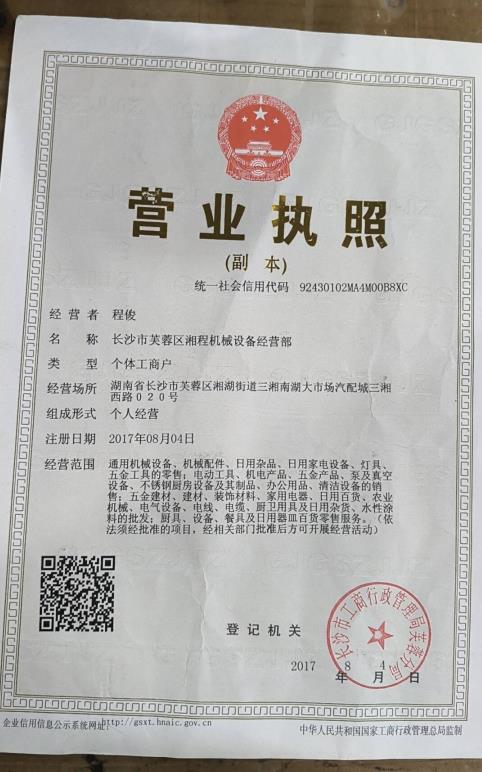 营业执照
(副 本)
统一社会信用代码 92430102MA4M00B8XC
经营者 程俊
名称 长沙市芙蓉区湘程机械设备经营部
类型 个体工商户
经营场所 湖南省长沙市芙蓉区湘湖街道三湘南湖大市场汽配城三湘
西路020号
组成形式 个人经营
注册日期 2017年08月04日
经营范围 通用机械设备、机械配件、日用杂品、日用家电设备、灯具、
五金工具的零售；电动工具、机电产品、五金产品、泵及真空
设备、不锈钢厨房设备及其制品、办公用品、清洁设备的销
售；五金建材、建材、装饰材料、家用电器、日用百货、农业
机械、电气设备、电线、电缆、厨卫用具及日用杂货、水性涂
料的批发；厨具、设备、餐具及日用器皿百货零售服务。（依
法须经批准的项目，经相关部门批准后方可开展经营活动）
登记机关
长沙市工商行政管理局芙蓉分局
2017 8 4
年 月 日
企业信用信息公示系统网址：http://gsxt.hnaic.gov.cn
中华人民共和国国家工商行政管理总局监制